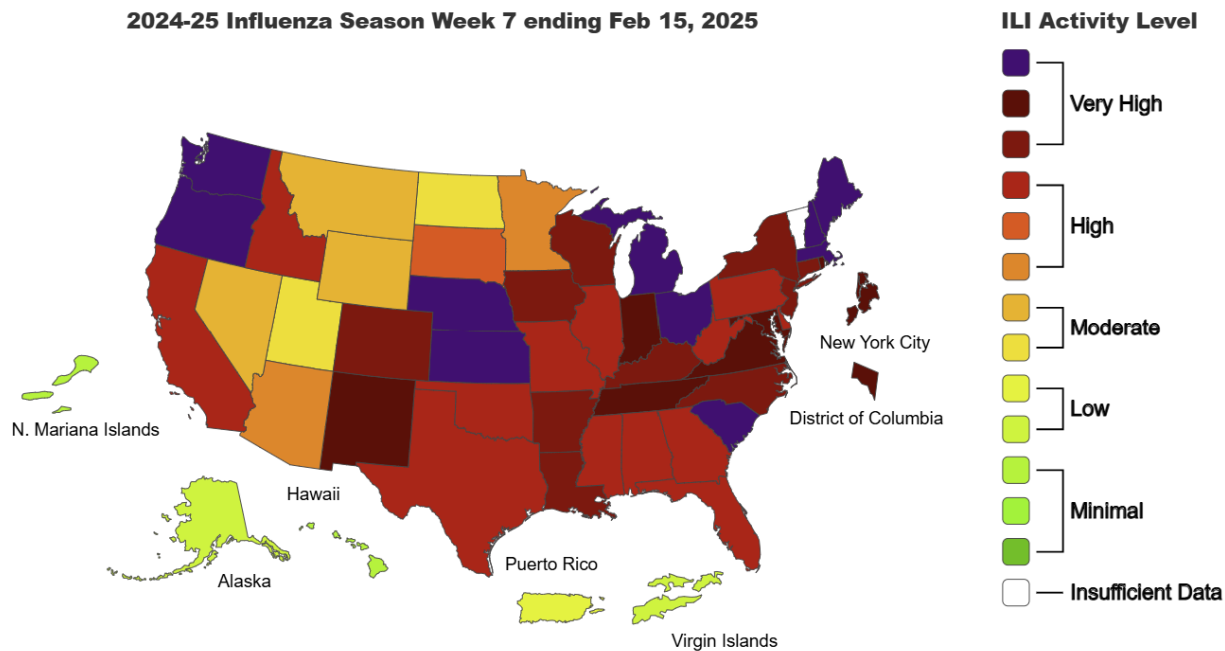 2024-25 Influenza Season Week 7 ending Feb 15, 2025
ILI Activity Level
Very High
High
Moderate
Low
Minimal
Insufficient Data
New York City
District of Columbia
N. Mariana Islands
Hawaii
Alaska
Puerto Rico
Virgin Islands